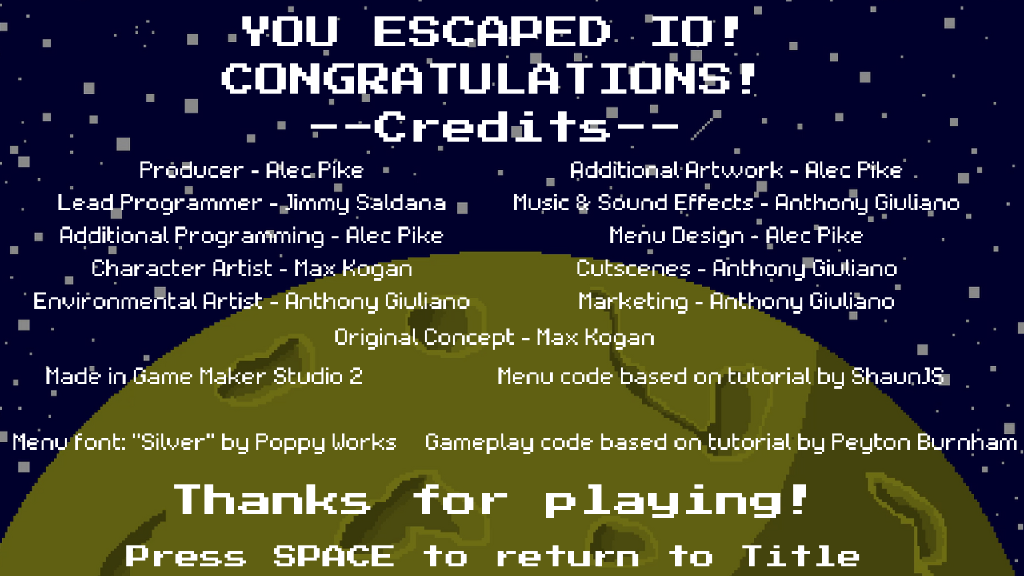 YOU ESCAPED IO!
CONGRATULATIONS!
--Credits--
Producer - Alec Pike
Additional Artwork - Alec Pike
Lead Programmer - Jimmy Saldana
Music & Sound Effects - Anthony Giuliano
Additional Programming - Alec Pike
Menu Design - Alec Pike
Character Artist - Max Kogan
Cutscenes - Anthony Giuliano
Environmental Artist - Anthony Giuliano
Marketing - Anthony Giuliano
Original Concept - Max Kogan
Made in Game Maker Studio 2
Menu code based on tutorial by ShaunJS
Menu font: "Silver" by Poppy Works
Gameplay code based on tutorial by Peyton Burnham
Thanks for playing!
Press SPACE to return to Title